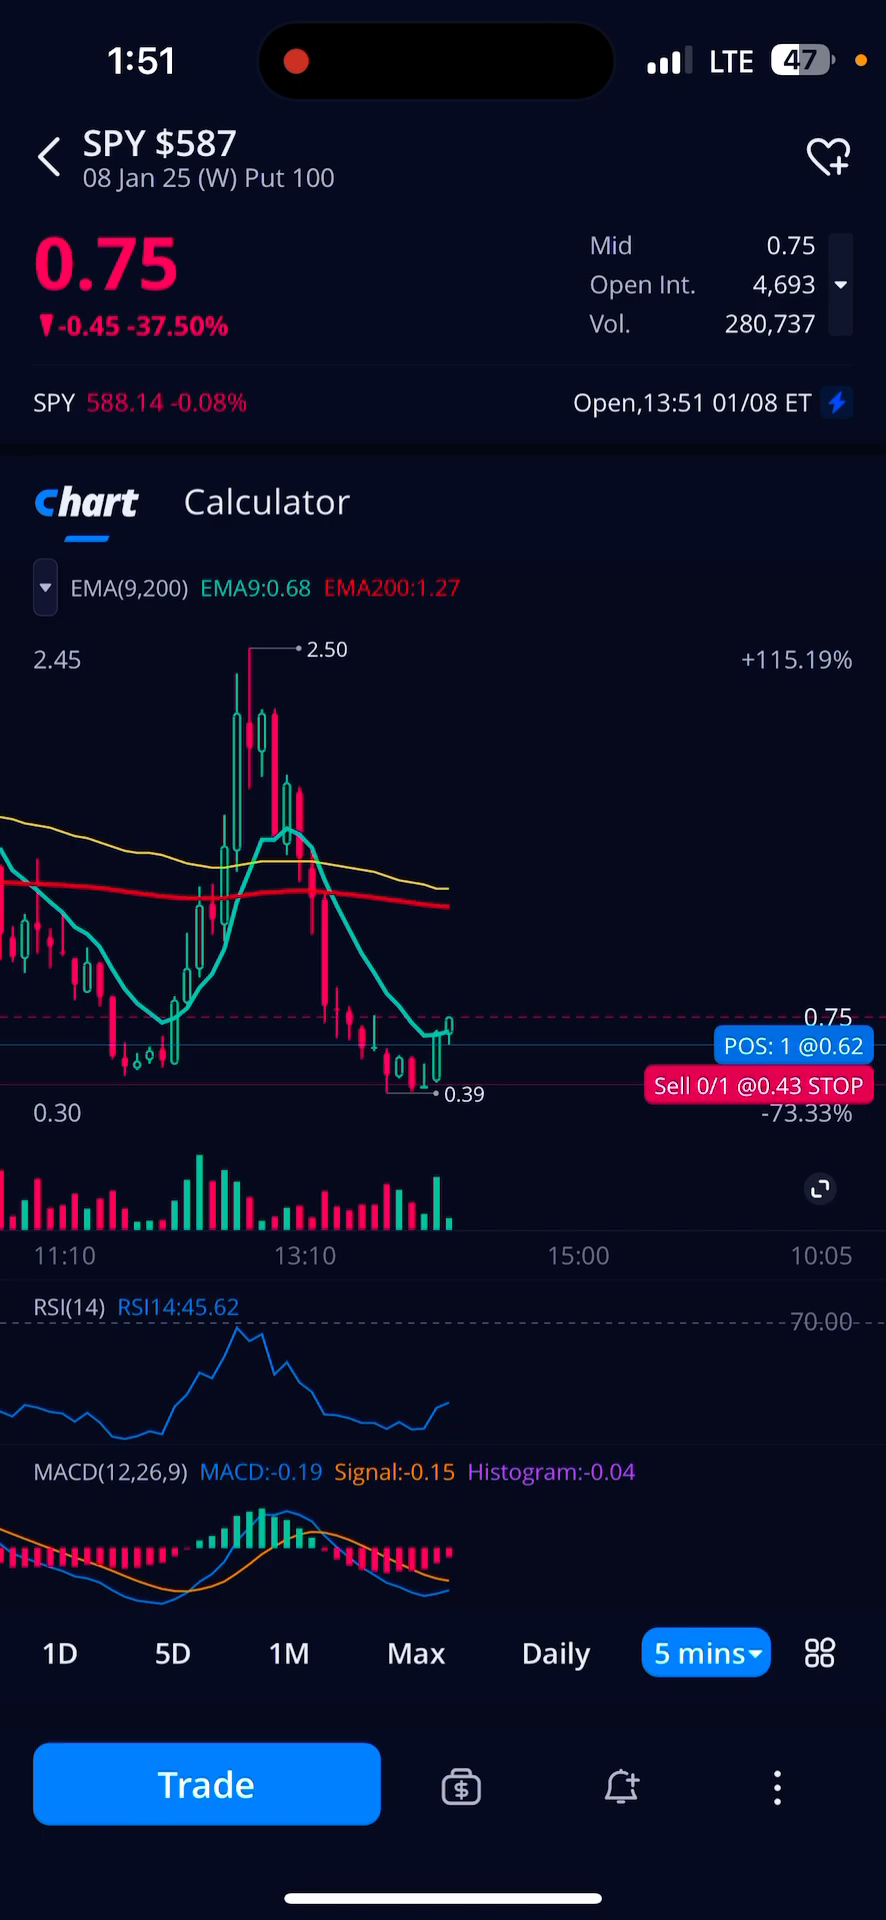 1:51 LTE 47
SPY $587
08 Jan 25 (W) Put 100
0.75
-0.45 -37.50%
Mid 0.75
Open Int. 4,693
Vol. 280,737
SPY 588.14 -0.08% Open,13:51 01/08 ET
Chart Calculator
EMA(9,200) EMA9:0.68 EMA200:1.27
2.45 2.50 +115.19%
0.75
POS: 1 @0.62
Sell 0/1 @0.43 STOP
0.39
0.30 -73.33%
11:10 13:10 15:00 10:05
RSI(14) RSI14:45.62
70.00
MACD(12,26,9) MACD:-0.19 Signal:-0.15 Histogram:-0.04
1D 5D 1M Max Daily 5 mins
Trade $